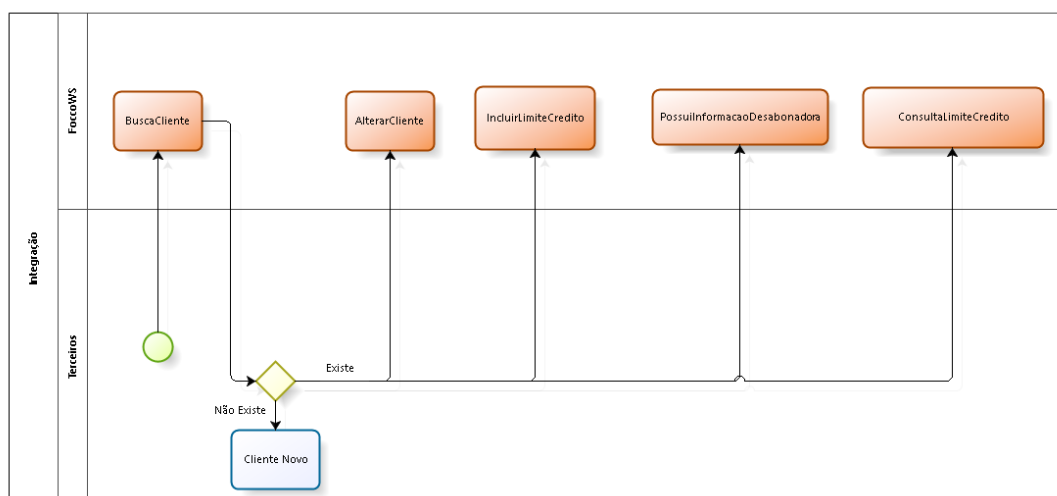 Integração
FoccoWS
BuscaCliente
AlterarCliente
IncluirLimiteCredito
PossuiInformacaoDesabonadora
ConsultaLimiteCredito
Terceiros
Existe
Não Existe
Cliente Novo